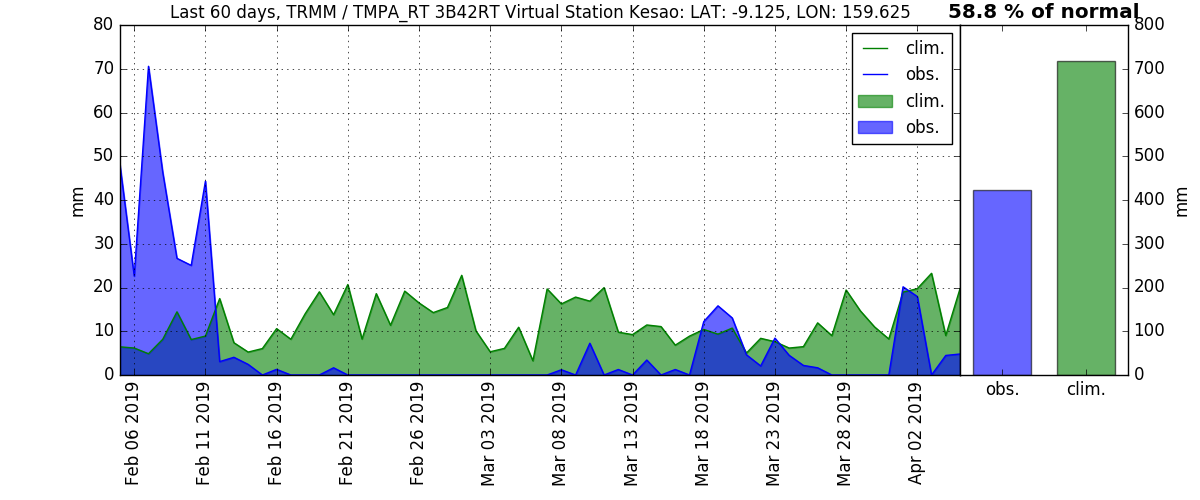 Last 60 days, TRMM / TMPA_RT 3B42RT Virtual Station Kesao: LAT: -9.125, LON: 159.625
58.8 % of normal
80
70
60
50
40
30
20
10
0
mm
clim.
obs.
clim.
obs.
800
700
600
500
400
300
200
100
0
mm
Feb 06 2019
Feb 11 2019
Feb 16 2019
Feb 21 2019
Feb 26 2019
Mar 03 2019
Mar 08 2019
Mar 13 2019
Mar 18 2019
Mar 23 2019
Mar 28 2019
Apr 02 2019
obs.
clim.